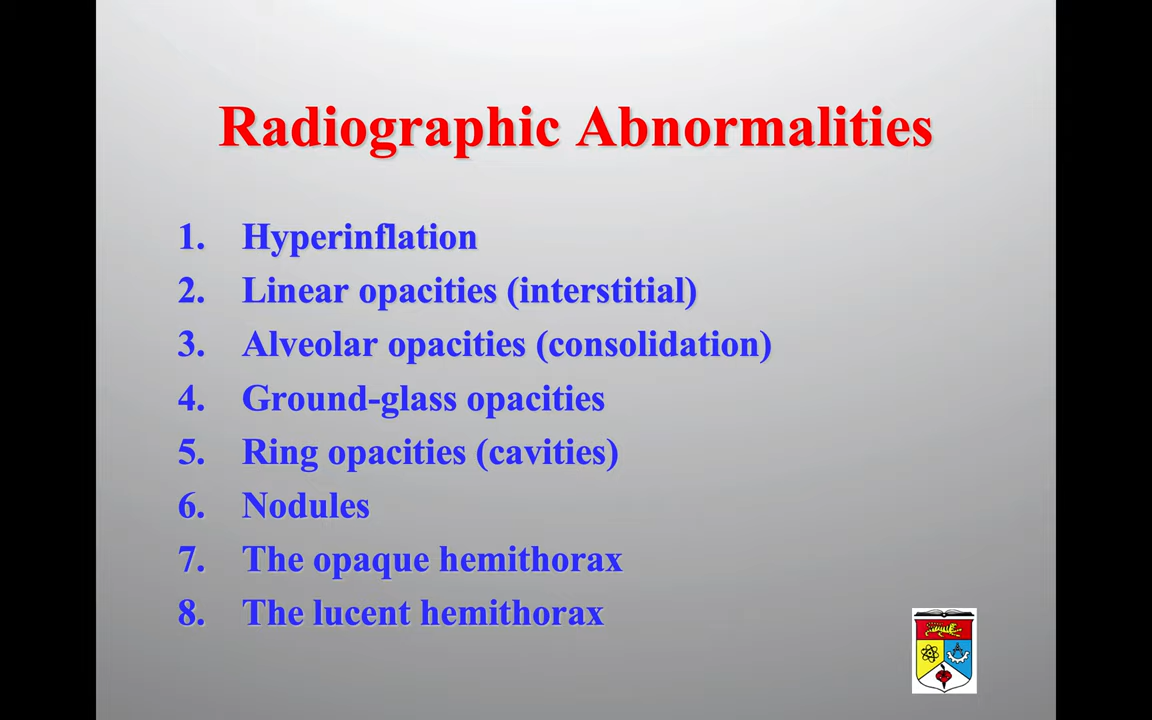 Radiographic Abnormalities
1. Hyperinflation
2. Linear opacities (interstitial)
3. Alveolar opacities (consolidation)
4. Ground-glass opacities
5. Ring opacities (cavities)
6. Nodules
7. The opaque hemithorax
8. The lucent hemithorax